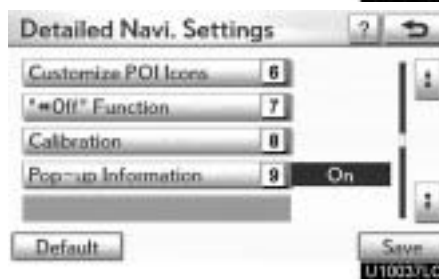 Detailed Navi. Settings ?
Customize POI Icons 6
"⇚Off" Function 7
Calibration 8
Pop-up Information 9 On
Default Save